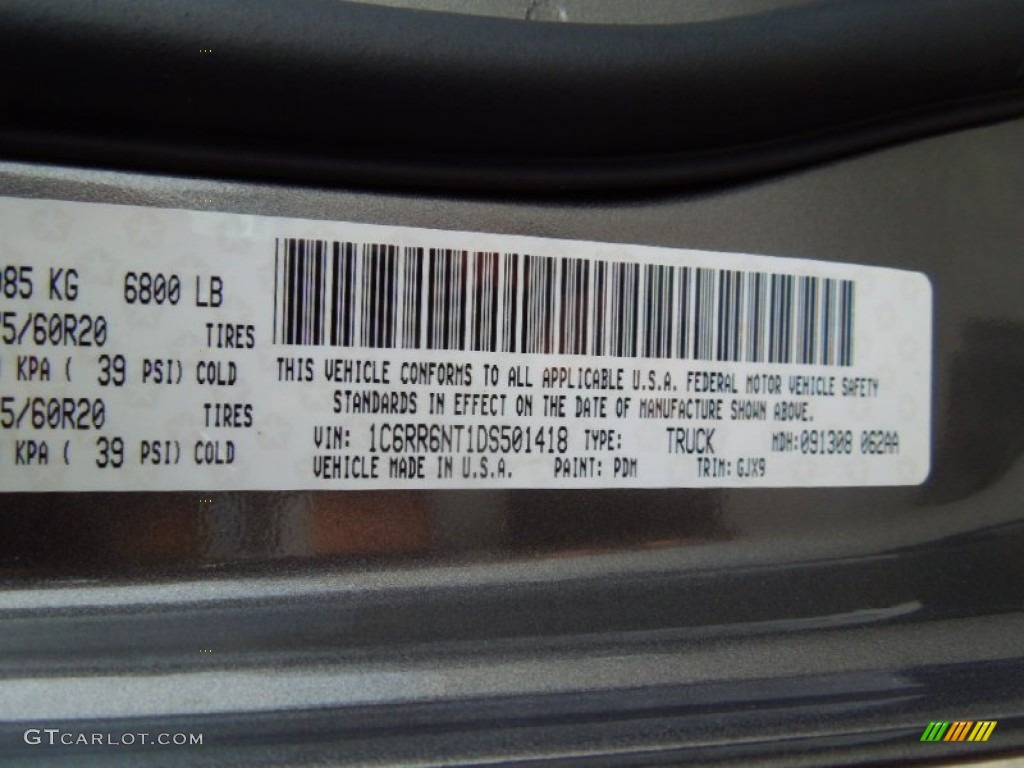 085 KG 6800 LB
5/60R20 TIRES
KPA ( 39 PSI) COLD
5/60R20 TIRES
KPA ( 39 PSI) COLD
THIS VEHICLE CONFORMS TO ALL APPLICABLE U.S.A. FEDERAL MOTOR VEHICLE SAFETY
STANDARDS IN EFFECT ON THE DATE OF MANUFACTURE SHOWN ABOVE.
VIN: 1C6RR6NT1DS501418 TYPE: TRUCK MDH:091308 062AA
VEHICLE MADE IN U.S.A. PAINT: PDM TRIM: GJX9
GTCARLOT.COM